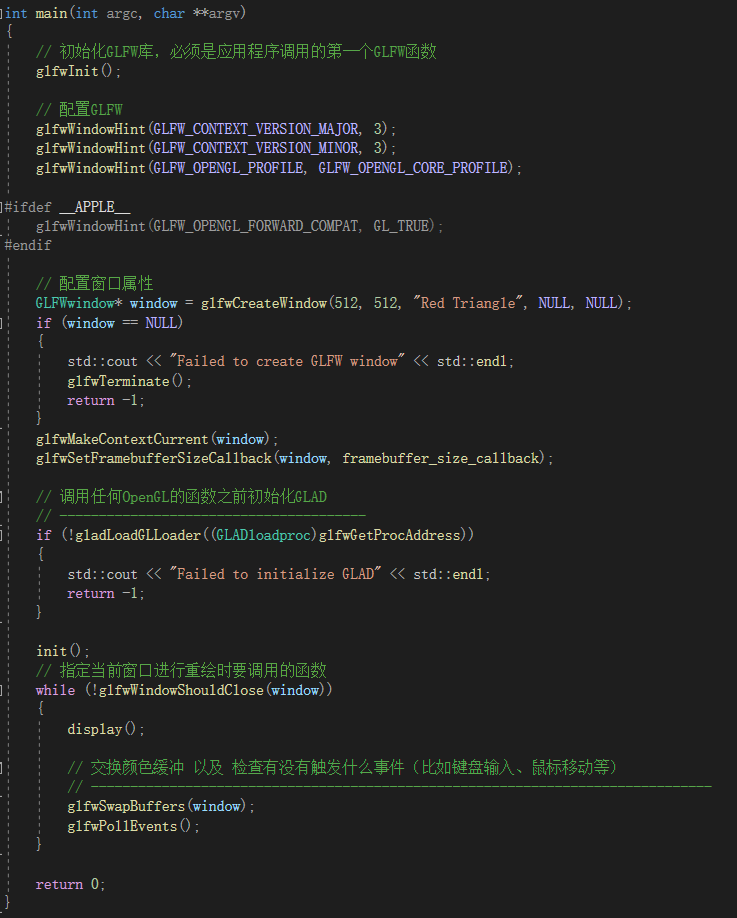 int main(int argc, char **argv)
{
    // 初始化GLFW库，必须是应用程序调用的第一个GLFW函数
    glfwInit();

    // 配置GLFW
    glfwWindowHint(GLFW_CONTEXT_VERSION_MAJOR, 3);
    glfwWindowHint(GLFW_CONTEXT_VERSION_MINOR, 3);
    glfwWindowHint(GLFW_OPENGL_PROFILE, GLFW_OPENGL_CORE_PROFILE);

#ifdef __APPLE__
    glfwWindowHint(GLFW_OPENGL_FORWARD_COMPAT, GL_TRUE);
#endif

    // 配置窗口属性
    GLFWwindow* window = glfwCreateWindow(512, 512, "Red Triangle", NULL, NULL);
    if (window == NULL)
    {
        std::cout << "Failed to create GLFW window" << std::endl;
        glfwTerminate();
        return -1;
    }
    glfwMakeContextCurrent(window);
    glfwSetFramebufferSizeCallback(window, framebuffer_size_callback);

    // 调用任何OpenGL的函数之前初始化GLAD
    // ---------------------------------------
    if (!gladLoadGLLoader((GLADloadproc)glfwGetProcAddress))
    {
        std::cout << "Failed to initialize GLAD" << std::endl;
        return -1;
    }

    init();
    // 指定当前窗口进行重绘时要调用的函数
    while (!glfwWindowShouldClose(window))
    {
        display();

        // 交换颜色缓冲 以及 检查有没有触发什么事件（比如键盘输入、鼠标移动等）
        // -------------------------------------------------------------------------------
        glfwSwapBuffers(window);
        glfwPollEvents();
    }

    return 0;
}